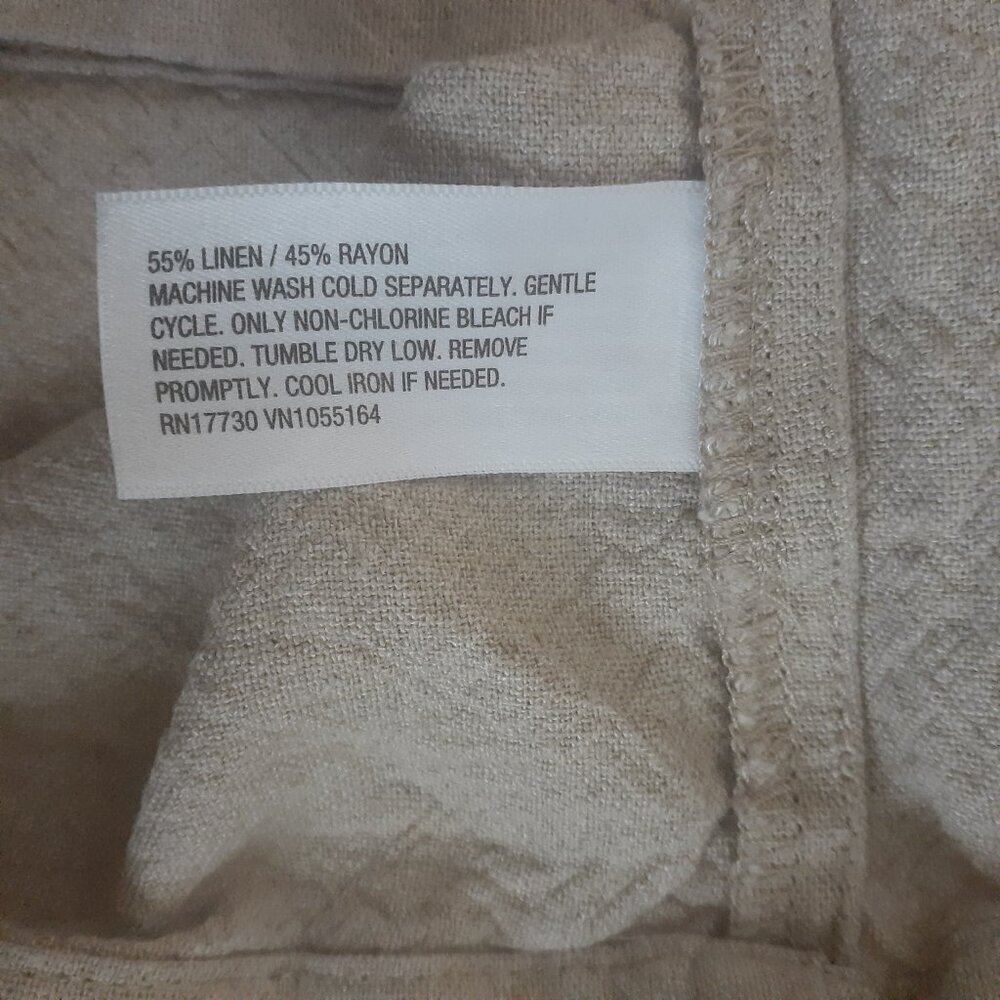 55% LINEN / 45% RAYON
MACHINE WASH COLD SEPARATELY. GENTLE
CYCLE. ONLY NON-CHLORINE BLEACH IF
NEEDED. TUMBLE DRY LOW. REMOVE
PROMPTLY. COOL IRON IF NEEDED.
RN17730 VN1055164